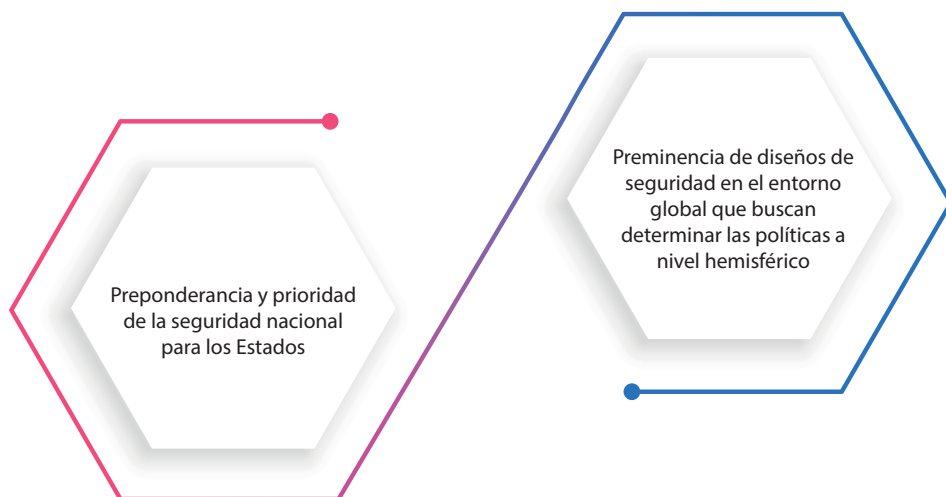 Preponderancia y prioridad
de la seguridad nacional
para los Estados
Preminencia de diseños de
seguridad en el entorno
global que buscan
determinar las políticas a
nivel hemisférico